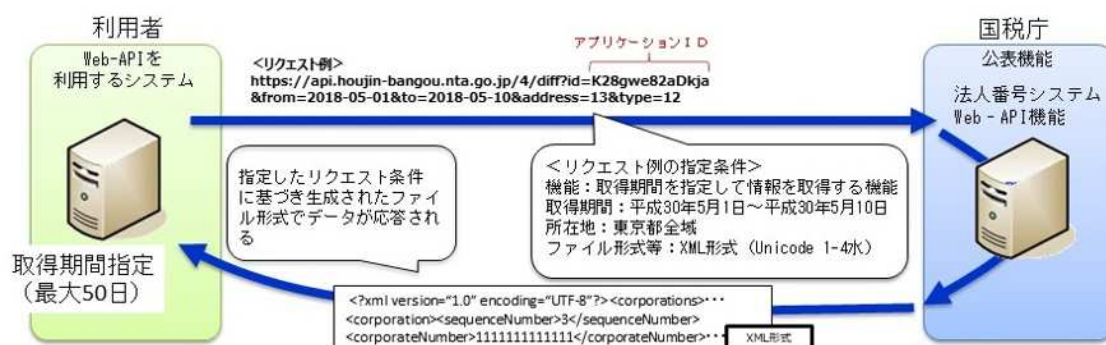 利用者
Web-APIを
利用するシステム
取得期間指定
(最大50日)
<リクエスト例>
アプリケーションID
https://api.houjin-bangou.nta.go.jp/4/diff?id=K28gwe82aDkja
&from=2018-05-01&to=2018-05-10&address=13&type=12
指定したリクエスト条件
に基づき生成されたファイ
ル形式でデータが応答され
る
<リクエスト例の指定条件>
機能:取得期間を指定して情報を取得する機能
取得期間:平成30年5月1日~平成30年5月10日
所在地:東京都全域
ファイル形式等:XML形式(Unicode 1-4水)
<?xml version="1.0" encoding="UTF-8"?><corporations>・・・
<corporation><sequenceNumber>3</sequenceNumber>
<corporateNumber>1111111111111</corporateNumber>・・・
XML形式
国税庁
公表機能
法人番号システム
Web-API機能